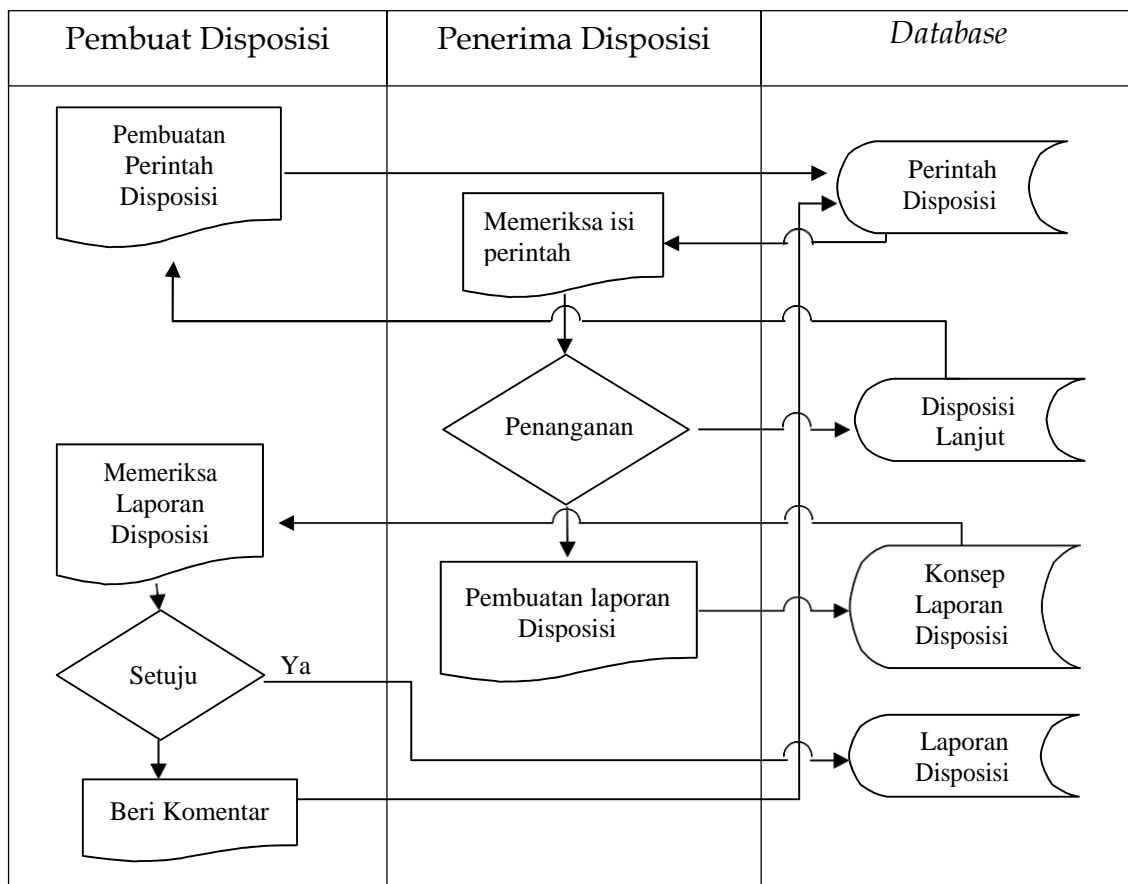 Pembuat Disposisi
Penerima Disposisi
Database
Pembuatan
Perintah
Disposisi
Perintah
Disposisi
Memeriksa isi
perintah
Penanganan
Disposisi
Lanjut
Memeriksa
Laporan
Disposisi
Konsep
Laporan
Disposisi
Pembuatan laporan
Disposisi
Setuju
Ya
Laporan
Disposisi
Beri Komentar